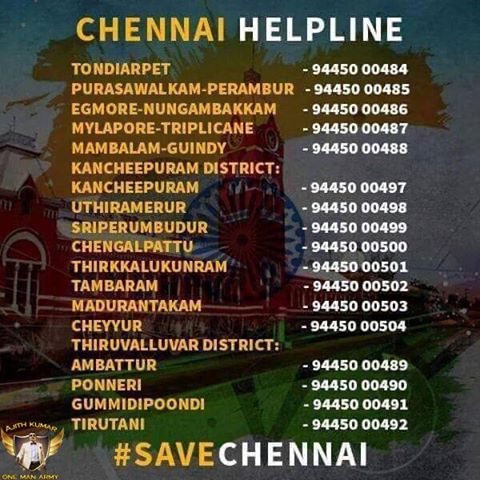 CHENNAI HELPLINE
TONDIARPET - 94450 00484
PURASAWALKAM-PERAMBUR - 94450 00485
EGMORE-NUNGAMBAKKAM - 94450 00486
MYLAPORE-TRIPLICANE - 94450 00487
MAMBALAM-GUINDY - 94450 00488
KANCHEEPURAM DISTRICT:
KANCHEEPURAM - 94450 00497
UTHIRAMERUR - 94450 00498
SRIPERUMBUDUR - 94450 00499
CHENGALPATTU - 94450 00500
THIRKKALUKUNRAM - 94450 00501
TAMBARAM - 94450 00502
MADURANTAKAM - 94450 00503
CHEYYUR - 94450 00504
THIRUVALLUVAR DISTRICT:
AMBATTUR - 94450 00489
PONNERI - 94450 00490
GUMMIDIPOONDI - 94450 00491
TIRUTANI - 94450 00492
#SAVECHENNAI
AJITH KUMAR
ONE MAN ARMY